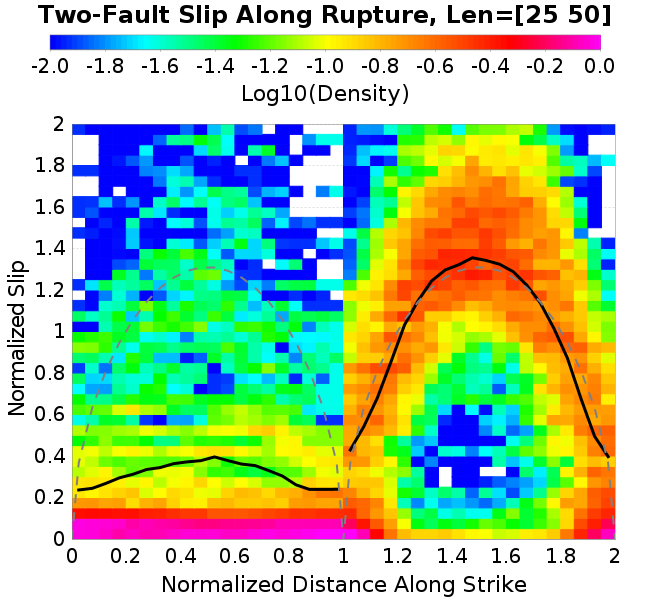 Two-Fault Slip Along Rupture, Len=[25 50]
-2.0 -1.8 -1.6 -1.4 -1.2 -1.0 -0.8 -0.6 -0.4 -0.2 0.0
Log10(Density)
Normalized Slip
2
1.8
1.6
1.4
1.2
1
0.8
0.6
0.4
0.2
0
0 0.2 0.4 0.6 0.8 1 1.2 1.4 1.6 1.8 2
Normalized Distance Along Strike